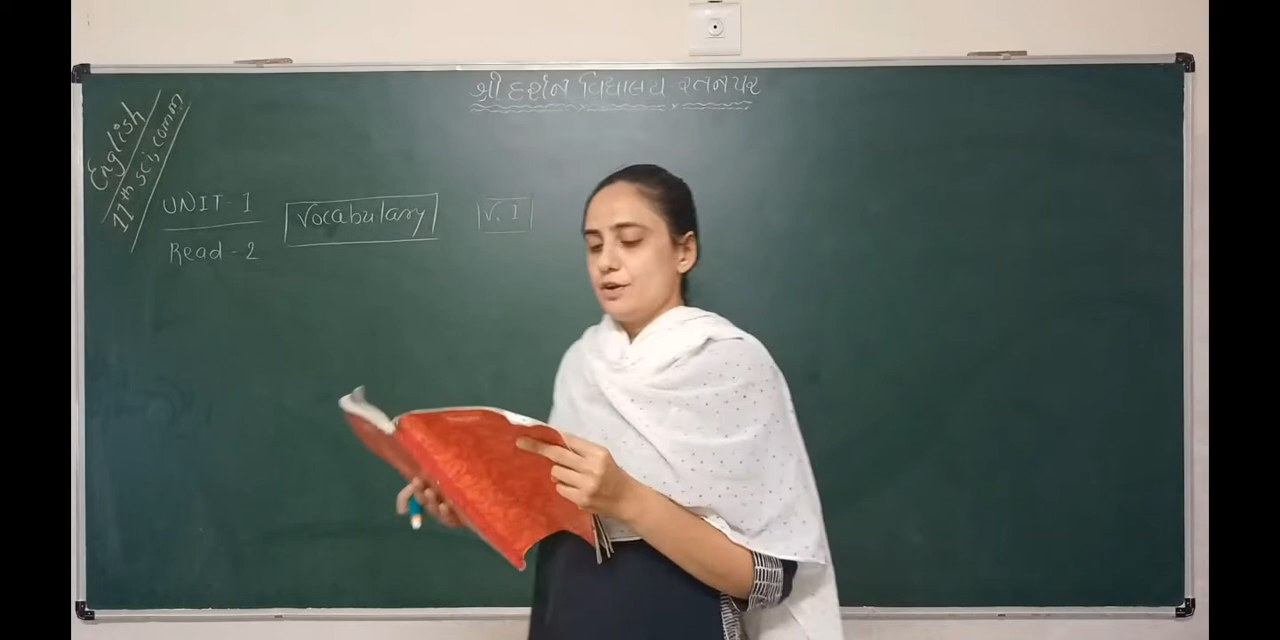 શ્રી દર્શન વિદ્યાલય રતનપર
English
11th sci, comm
UNIT-1
Read-2
Vocabulary
V. 1